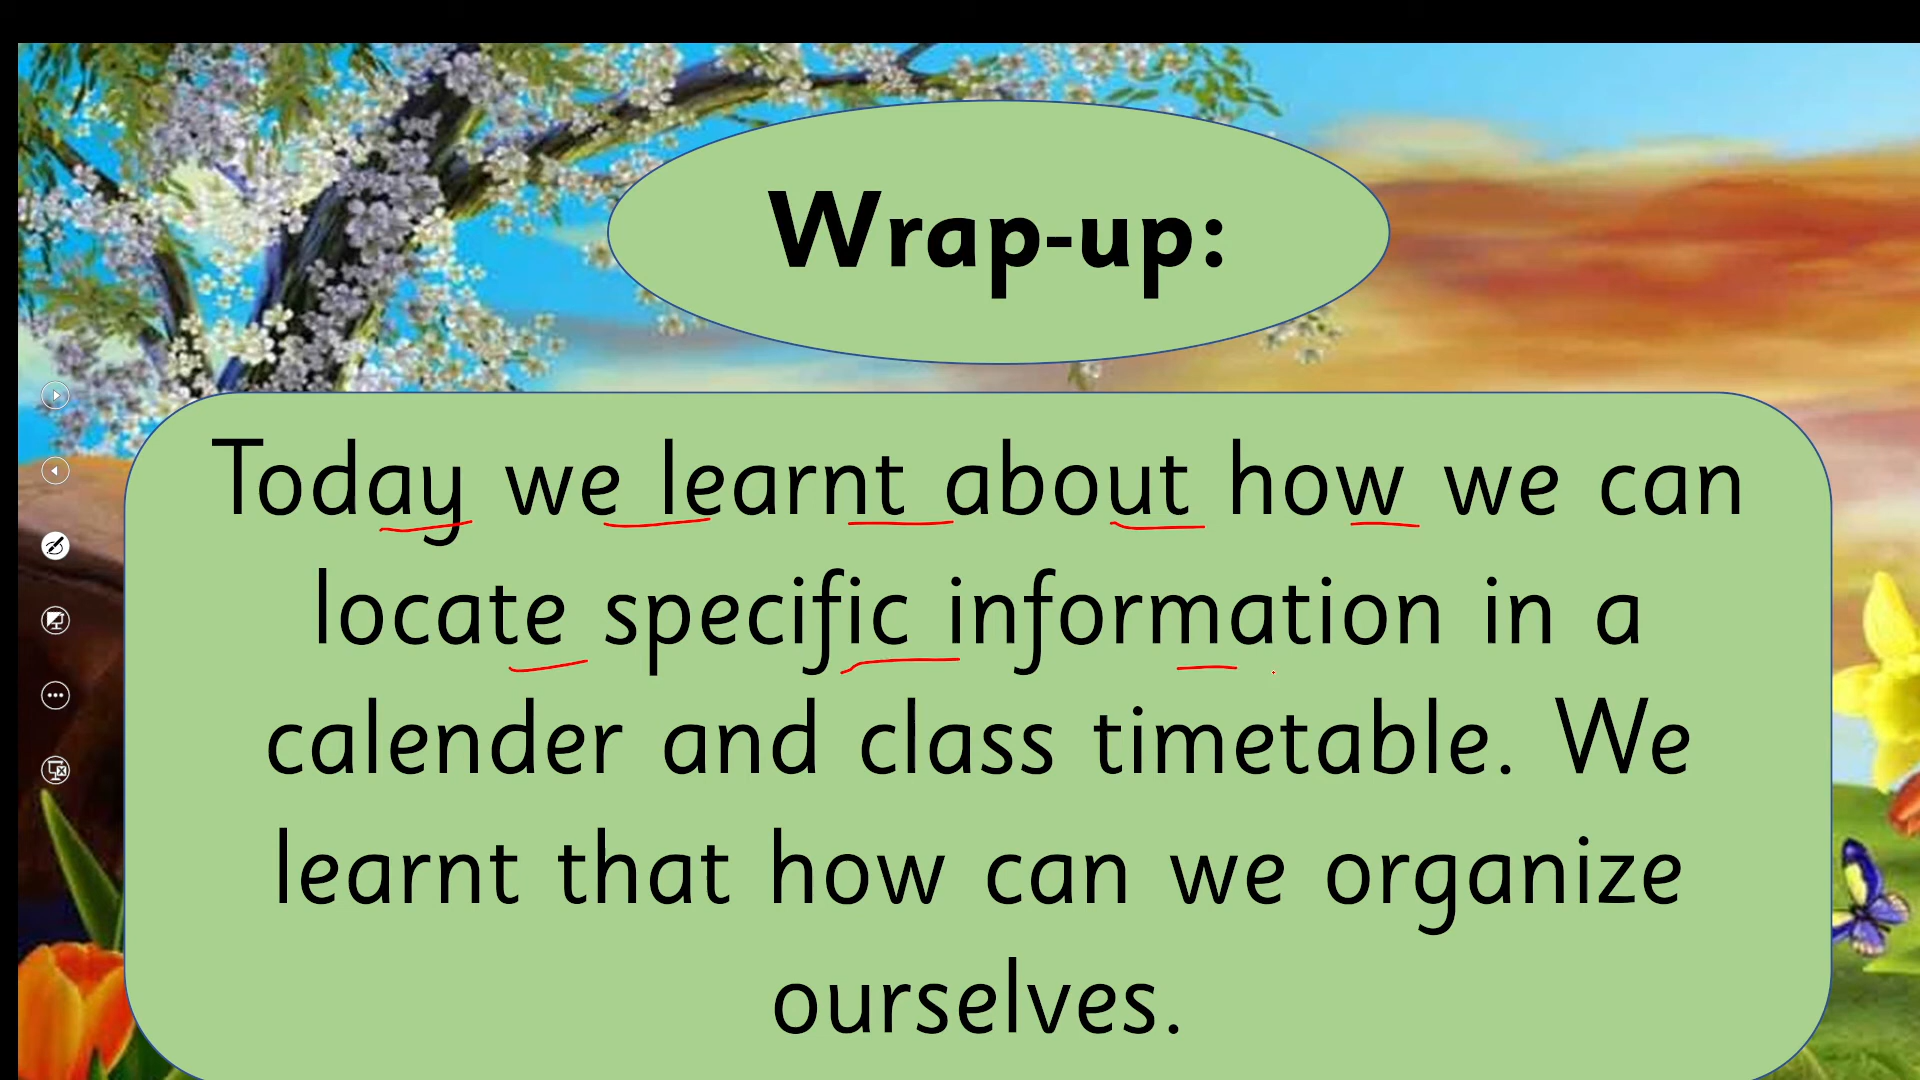 Wrap-up:
Today we learnt about how we can
locate specific information in a
calender and class timetable. We
learnt that how can we organize
ourselves.